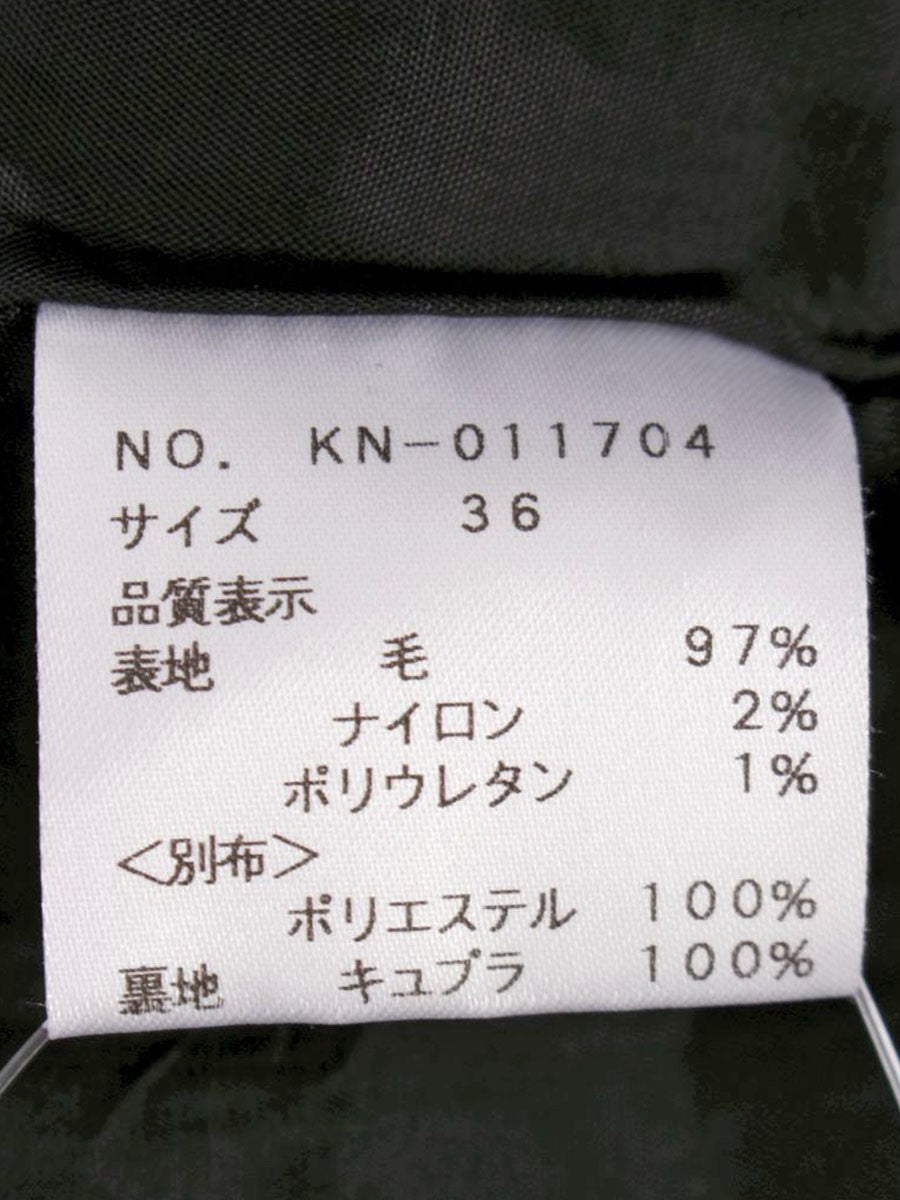 NO. KN-011704
サイズ 36
品質表示
表地 毛 97%
ナイロン 2%
ポリウレタン 1%
<別布>
ポリエステル 100%
裏地 キュプラ 100%